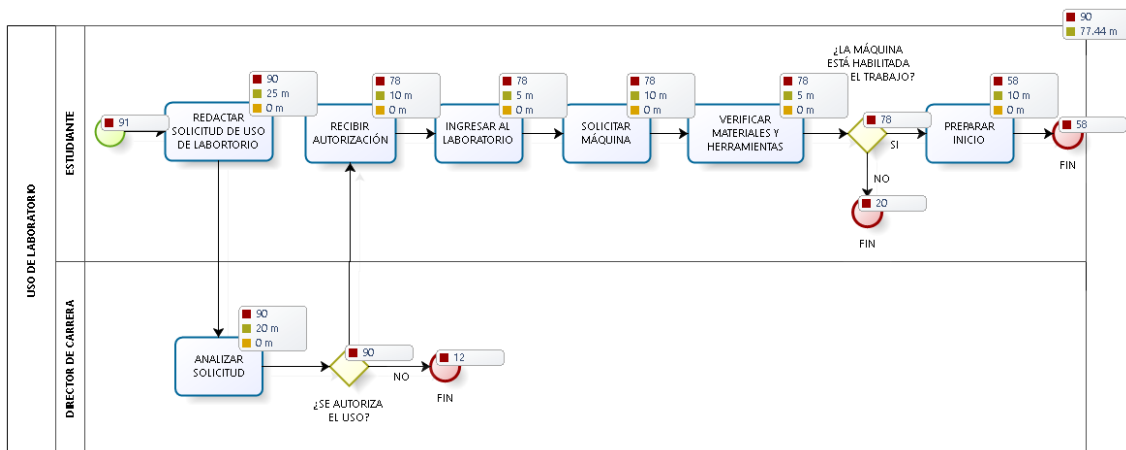 USO DE LABORATORIO
ESTUDIANTE
91
REDACTAR
SOLICITUD DE USO
DE LABORTORIO
90
25 m
0 m
RECIBIR
AUTORIZACIÓN
78
10 m
0 m
INGRESAR AL
LABORATORIO
78
5 m
0 m
SOLICITAR
MÁQUINA
78
10 m
0 m
VERIFICAR
MATERIALES Y
HERRAMIENTAS
78
5 m
0 m
¿LA MÁQUINA
ESTÁ HABILITADA
EL TRABAJO?
78
SI
NO
20
FIN
PREPARAR
INICIO
58
10 m
0 m
58
FIN
90
77.44 m
DIRECTOR DE CARRERA
ANALIZAR
SOLICITUD
90
20 m
0 m
90
¿SE AUTORIZA
EL USO?
NO
12
FIN